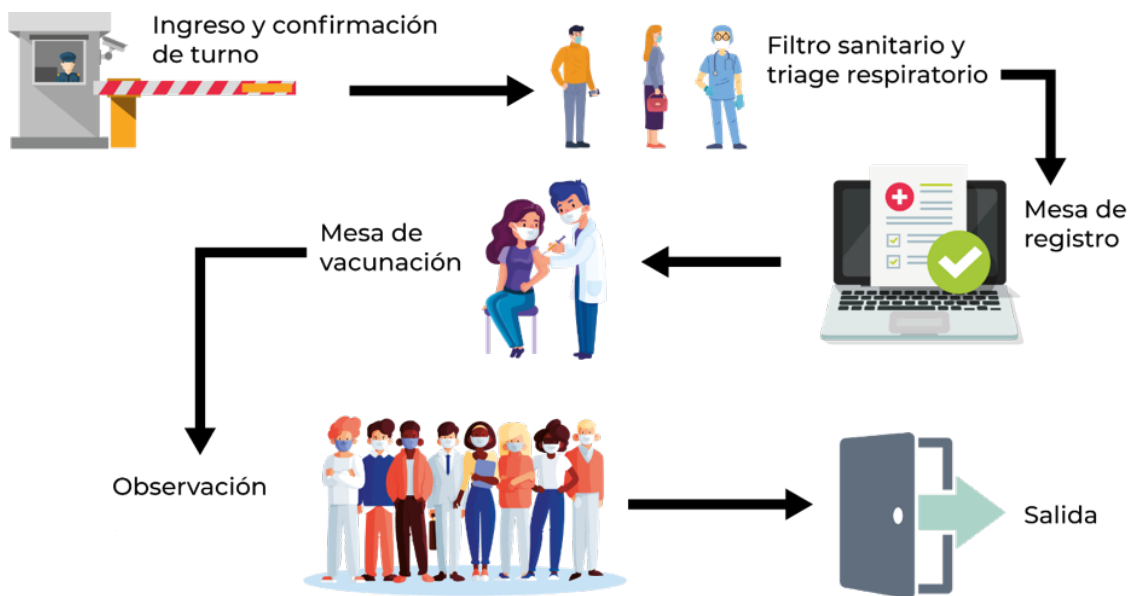 Ingreso y confirmación
de turno
Filtro sanitario y
triage respiratorio
Mesa de
registro
Mesa de
vacunación
Observación
Salida